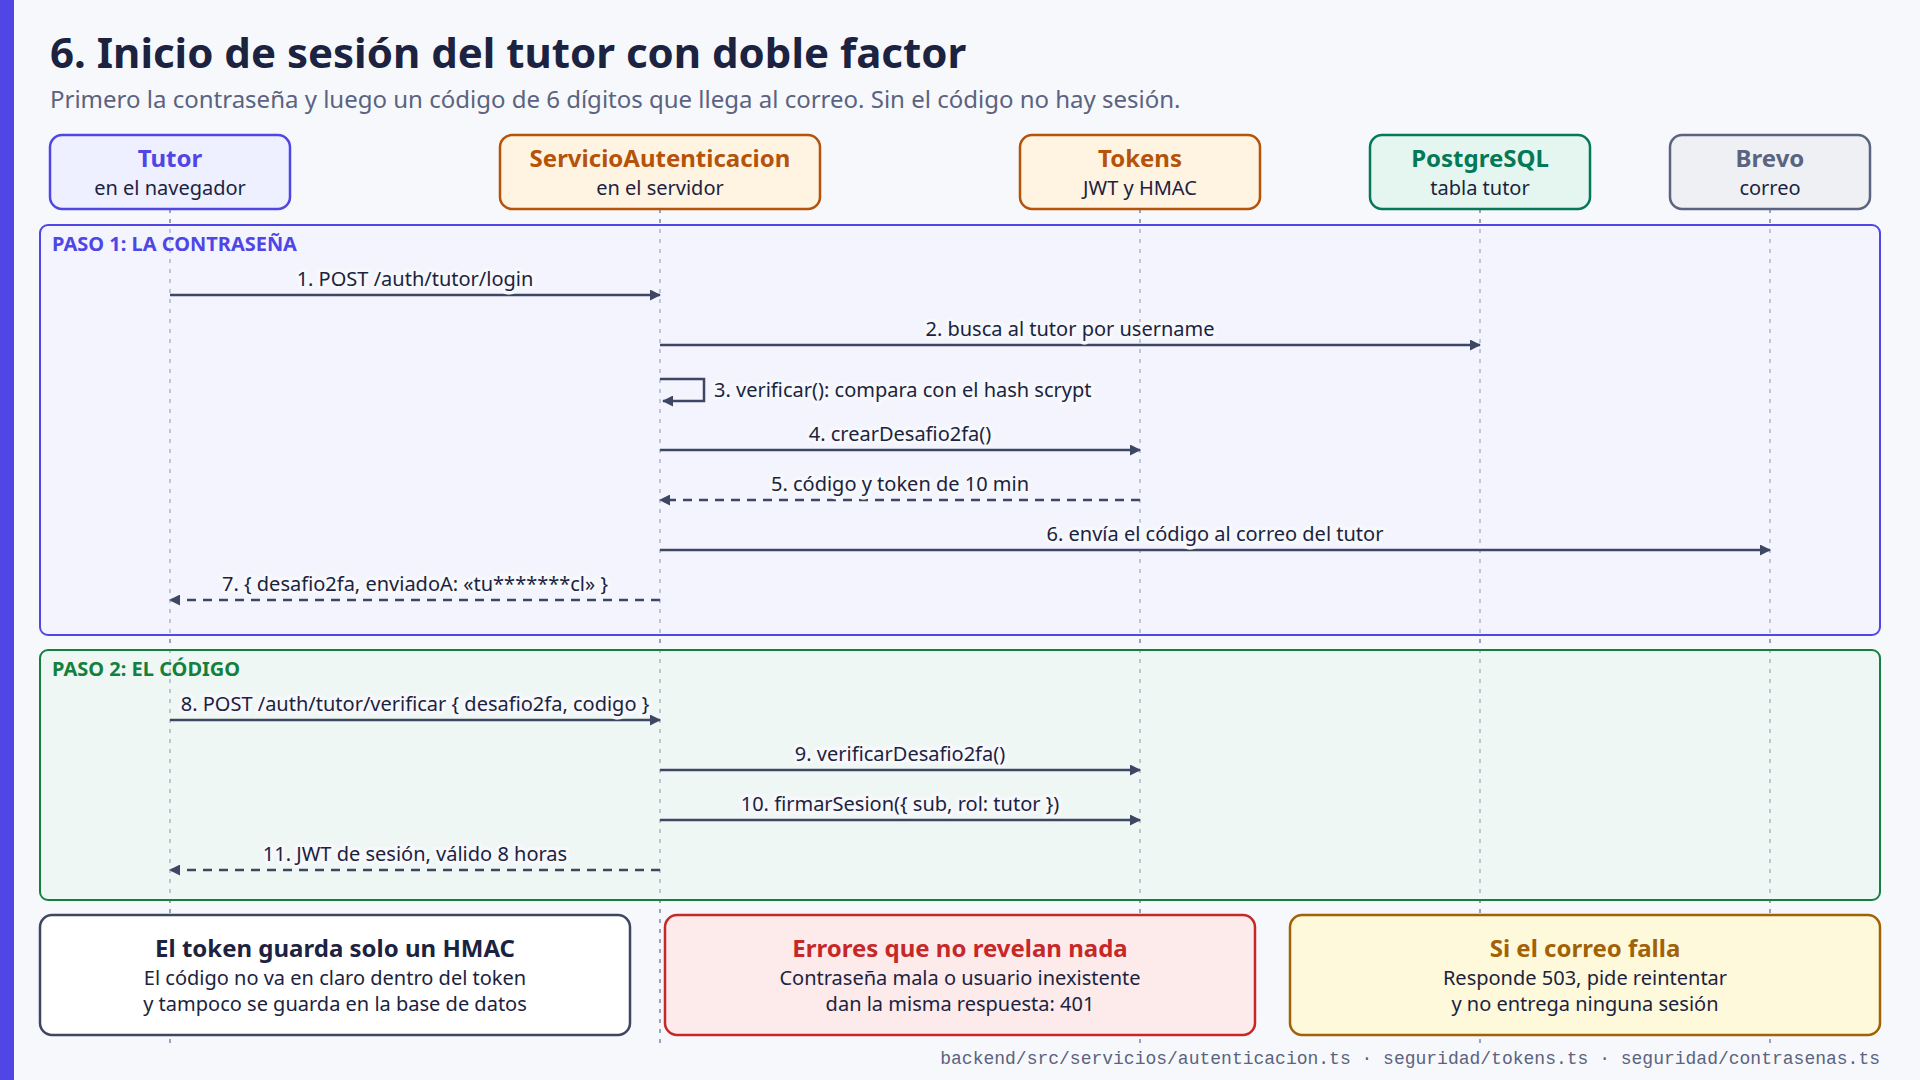 6. Inicio de sesión del tutor con doble factor
Primero la contraseña y luego un código de 6 dígitos que llega al correo. Sin el código no hay sesión.
Tutor
en el navegador
ServicioAutenticacion
en el servidor
Tokens
JWT y HMAC
PostgreSQL
tabla tutor
Brevo
correo
PASO 1: LA CONTRASEÑA
1. POST /auth/tutor/login
2. busca al tutor por username
3. verificar(): compara con el hash scrypt
4. crearDesafio2fa()
5. código y token de 10 min
6. envía el código al correo del tutor
7. { desafio2fa, enviadoA: «tu*******cl» }
PASO 2: EL CÓDIGO
8. POST /auth/tutor/verificar { desafio2fa, codigo }
9. verificarDesafio2fa()
10. firmarSesion({ sub, rol: tutor })
11. JWT de sesión, válido 8 horas
El token guarda solo un HMAC
El código no va en claro dentro del token
y tampoco se guarda en la base de datos
Errores que no revelan nada
Contraseña mala o usuario inexistente
dan la misma respuesta: 401
Si el correo falla
Responde 503, pide reintentar
y no entrega ninguna sesión
backend/src/servicios/autenticacion.ts · seguridad/tokens.ts · seguridad/contrasenas.ts